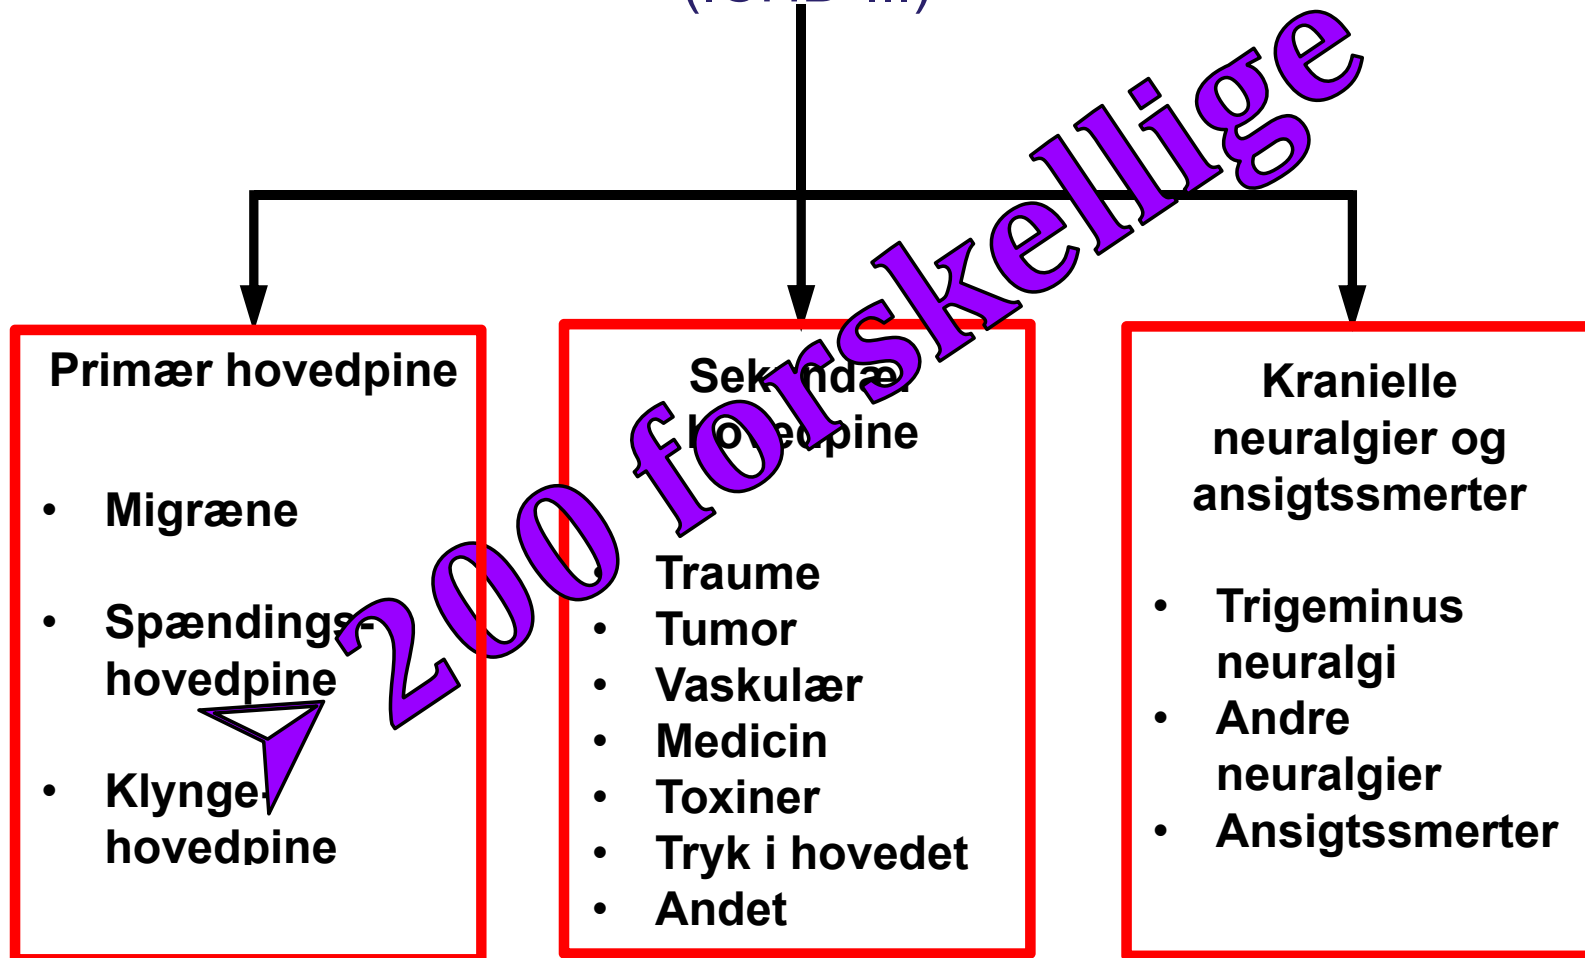 Primær hovedpine
• Migræne
• Spændings-
hovedpine
• Klynge-
hovedpine
Sekundær
hovedpine
• Traume
• Tumor
• Vaskulær
• Medicin
• Toxiner
• Tryk i hovedet
• Andet
Kranielle
neuralgier og
ansigtssmerter
• Trigeminus
neuralgi
• Andre
neuralgier
• Ansigtssmerter
➢ 200 forskellige